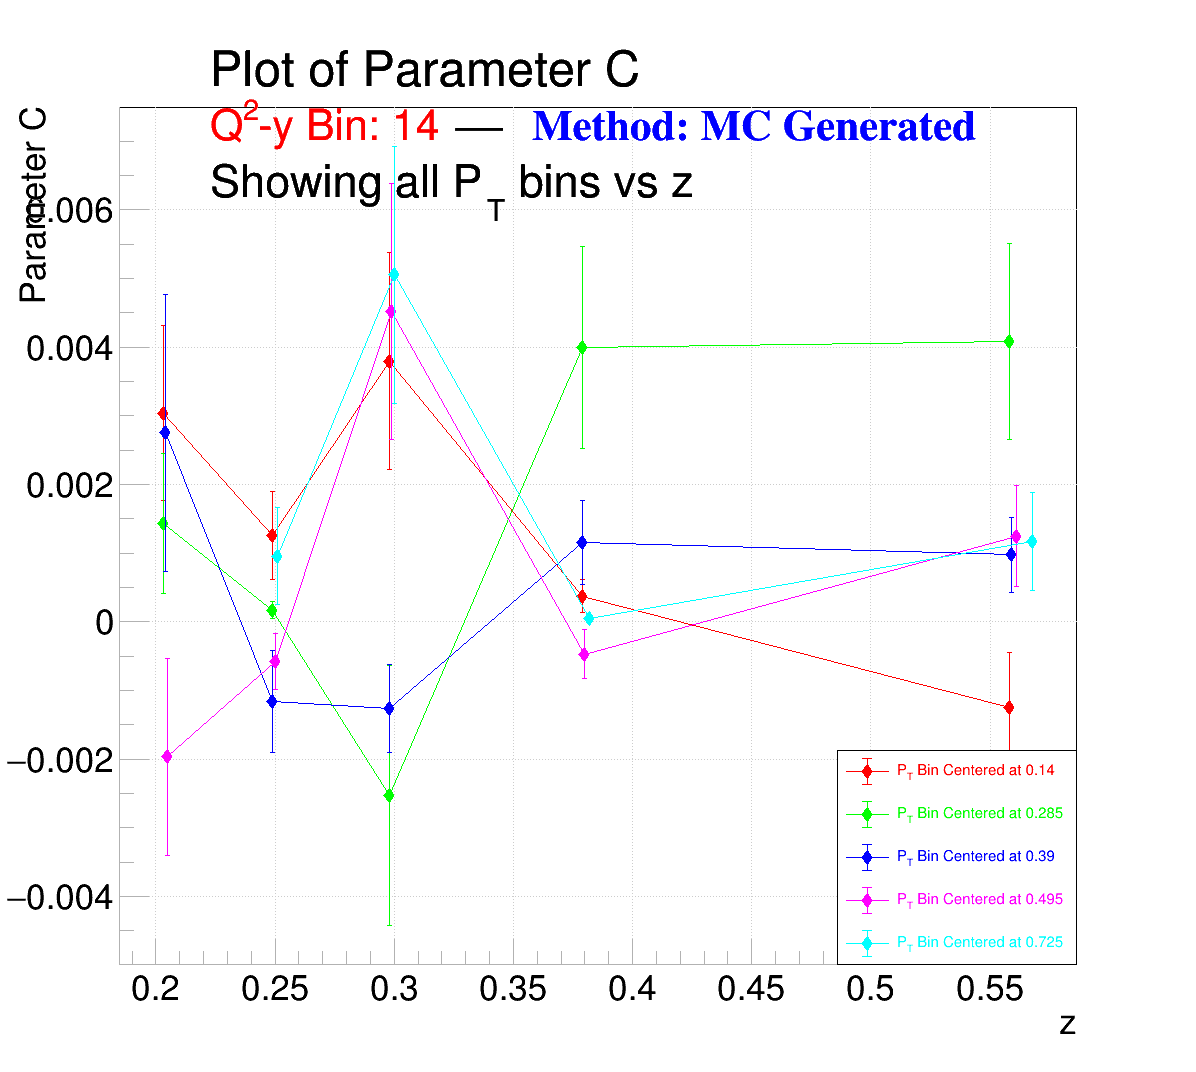 Plot of Parameter C
Q2-y Bin: 14 — Method: MC Generated
Showing all PT bins vs z
Parameter C
0.006
0.004
0.002
0
−0.002
−0.004
0.2 0.25 0.3 0.35 0.4 0.45 0.5 0.55
z
PT Bin Centered at 0.14
PT Bin Centered at 0.285
PT Bin Centered at 0.39
PT Bin Centered at 0.495
PT Bin Centered at 0.725